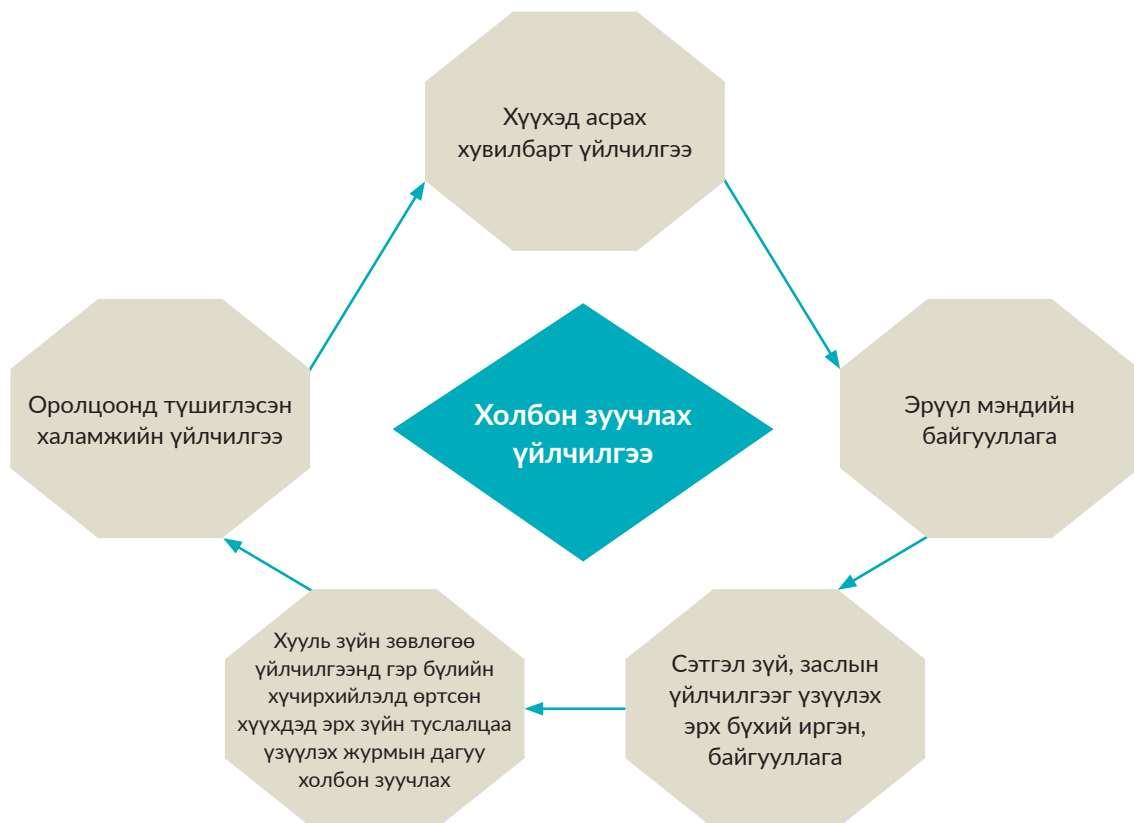 Хүүхэд асрах
хувилбарт үйлчилгээ
Оролцоонд түшиглэсэн
халамжийн үйлчилгээ
Холбон зуучлах
үйлчилгээ
Эрүүл мэндийн
байгууллага
Хууль зүйн зөвлөгөө
үйлчилгээнд гэр бүлийн
хүчирхийлэлд өртсөн
хүүхдэд эрх зүйн туслалцаа
үзүүлэх журмын дагуу
холбон зуучлах
Сэтгэл зүй, заслын
үйлчилгээг үзүүлэх
эрх бүхий иргэн,
байгууллага